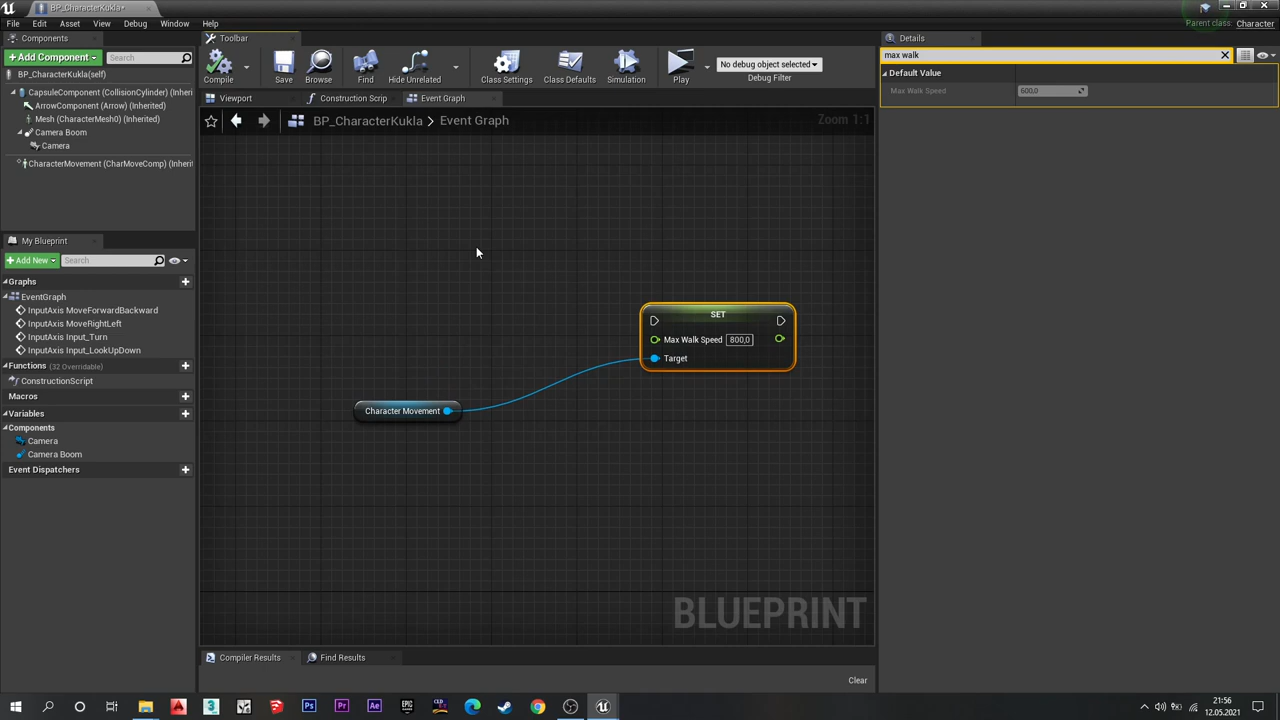 BP_CharacterKukla*
Parent class: Character
File Edit Asset View Debug Window Help
Components
Toolbar
Details
+Add Component
Search
BP_CharacterKukla(self)
CapsuleComponent (CollisionCylinder) (Inheri
ArrowComponent (Arrow) (Inherited)
Mesh (CharacterMesh0) (Inherited)
Camera Boom
Camera
CharacterMovement (CharMoveComp) (Inherit
Compile
Save
Browse
Find
Hide Unrelated
Class Settings
Class Defaults
Simulation
Play
No debug object selected
Debug Filter
max walk
Default Value
Max Walk Speed
600,0
Viewport
Construction Scrip
Event Graph
BP_CharacterKukla > Event Graph
Zoom 1:1
My Blueprint
+Add New
Search
Graphs
EventGraph
InputAxis MoveForwardBackward
InputAxis MoveRightLeft
InputAxis Input_Turn
InputAxis Input_LookUpDown
Functions (32 Overridable)
ConstructionScript
Macros
Variables
Components
Camera
Camera Boom
Event Dispatchers
SET
Max Walk Speed 800,0
Target
Character Movement
BLUEPRINT
Compiler Results
Find Results
Clear
21:56
12.05.2021